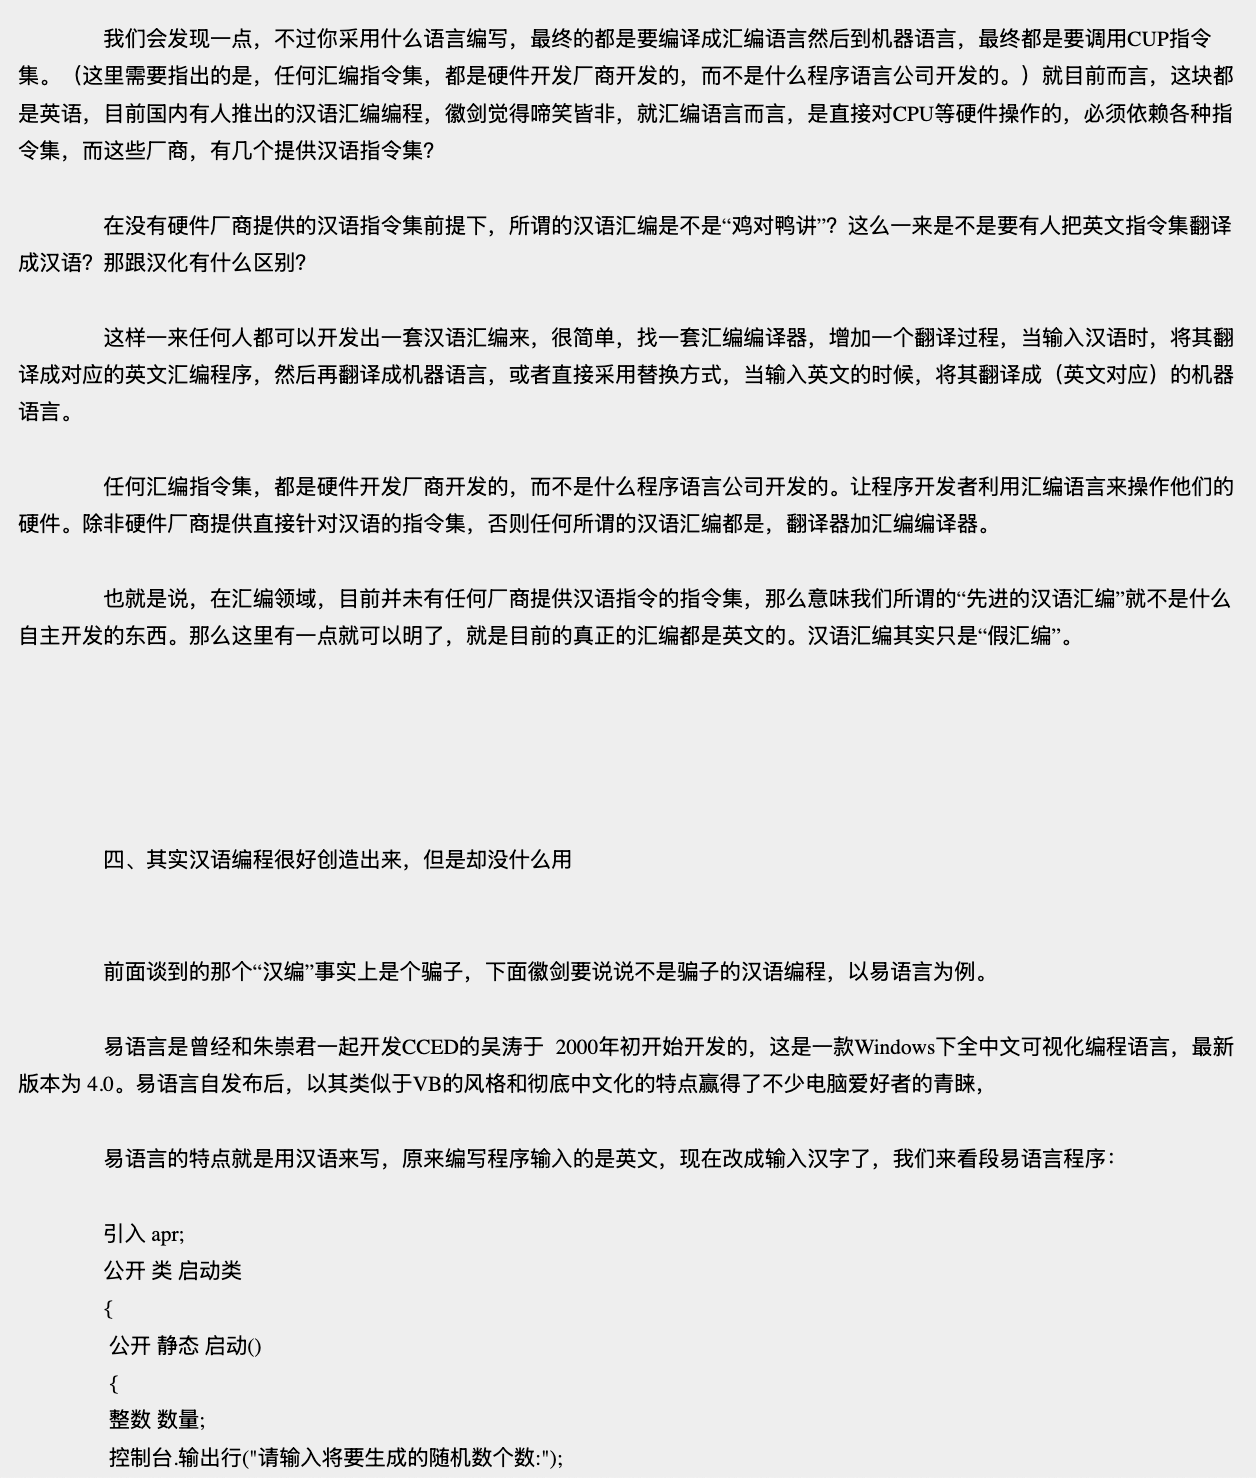 我们会发现一点，不过你采用什么语言编写，最终的都是要编译成汇编语言然后到机器语言，最终都是要调用CUP指令
集。（这里需要指出的是，任何汇编指令集，都是硬件开发厂商开发的，而不是什么程序语言公司开发的。）就目前而言，这块都
是英语，目前国内有人推出的汉语汇编编程，徽剑觉得啼笑皆非，就汇编语言而言，是直接对CPU等硬件操作的，必须依赖各种指
令集，而这些厂商，有几个提供汉语指令集？
在没有硬件厂商提供的汉语指令集前提下，所谓的汉语汇编是不是“鸡对鸭讲”？这么一来是不是要有人把英文指令集翻译
成汉语？那跟汉化有什么区别？
这样一来任何人都可以开发出一套汉语汇编来，很简单，找一套汇编编译器，增加一个翻译过程，当输入汉语时，将其翻
译成对应的英文汇编程序，然后再翻译成机器语言，或者直接采用替换方式，当输入英文的时候，将其翻译成（英文对应）的机器
语言。
任何汇编指令集，都是硬件开发厂商开发的，而不是什么程序语言公司开发的。让程序开发者利用汇编语言来操作他们的
硬件。除非硬件厂商提供直接针对汉语的指令集，否则任何所谓的汉语汇编都是，翻译器加汇编编译器。
也就是说，在汇编领域，目前并未有任何厂商提供汉语指令的指令集，那么意味我们所谓的“先进的汉语汇编”就不是什么
自主开发的东西。那么这里有一点就可以明了，就是目前的真正的汇编都是英文的。汉语汇编其实只是“假汇编”。
四、其实汉语编程很好创造出来，但是却没什么用
前面谈到的那个“汉编”事实上是个骗子，下面徽剑要说说不是骗子的汉语编程，以易语言为例。
易语言是曾经和朱崇君一起开发CCED的吴涛于 2000年初开始开发的，这是一款Windows下全中文可视化编程语言，最新
版本为 4.0。易语言自发布后，以其类似于VB的风格和彻底中文化的特点赢得了不少电脑爱好者的青睐，
易语言的特点就是用汉语来写，原来编写程序输入的是英文，现在改成输入汉字了，我们来看段易语言程序：
引入 apr;
公开 类 启动类
{
公开 静态 启动()
{
整数 数量;
控制台.输出行("请输入将要生成的随机数个数:");